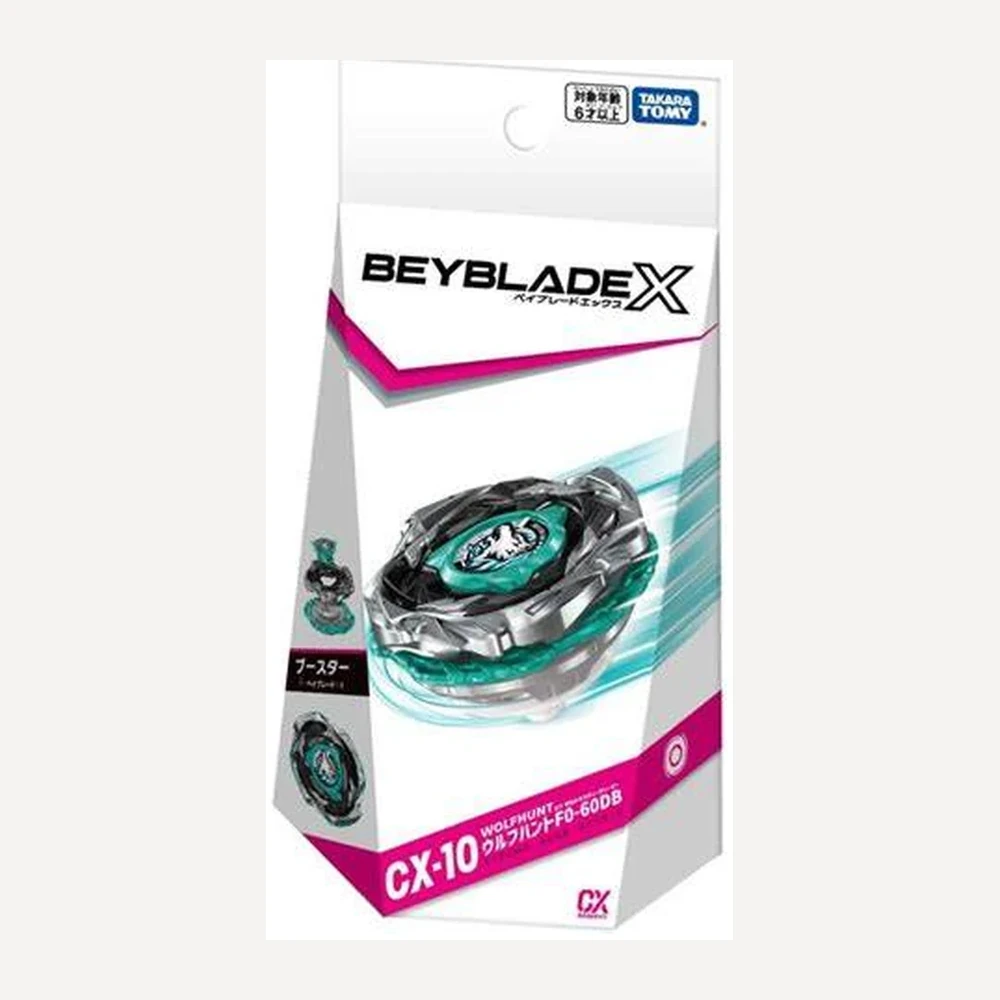 対象年齢
6才以上
TAKARA
TOMY
BEYBLADE X
ベイブレードエックス
ブースター
WOLFHUNT
CX-10 ウルフハントF0-60DB
CX